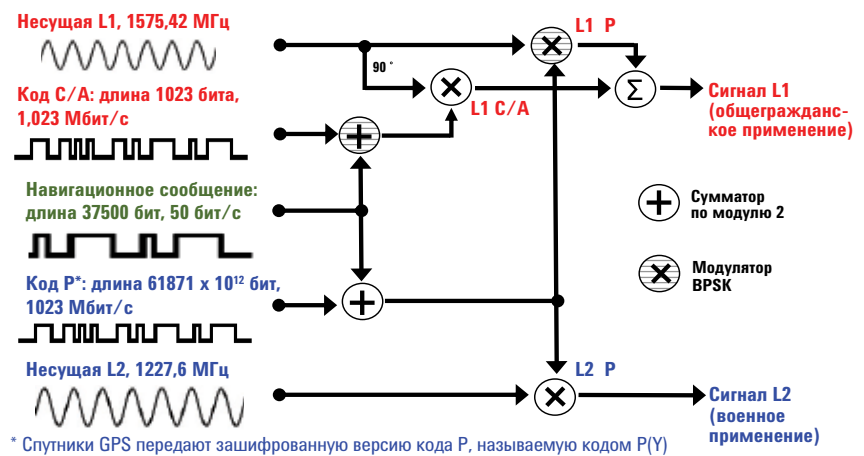 Несущая L1, 1575,42 МГц
L1 P
90 °
Код C/A: длина 1023 бита,
1,023 Мбит/с
L1 C/A
Σ
Сигнал L1
(общегражданс-
кое применение)
Навигационное сообщение:
длина 37500 бит, 50 бит/с
Сумматор
по модулю 2
Модулятор
BPSK
Код P*: длина 61871 x 10¹² бит,
1023 Мбит/с
Несущая L2, 1227,6 МГц
L2 P
Сигнал L2
(военное
применение)
* Спутники GPS передают зашифрованную версию кода P, называемую кодом P(Y)